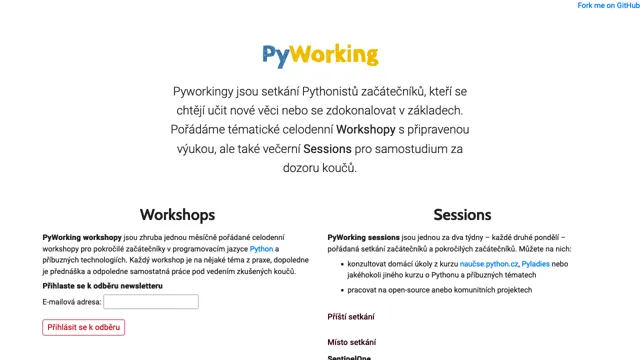 Fork me on GitHub
PyWorking
Pyworkingy jsou setkání Pythonistů začátečníků, kteří se
chtějí učit nové věci nebo se zdokonalovat v základech.
Pořádáme tématické celodenní Workshopy s připravenou
výukou, ale také večerní Sessions pro samostudium za
dozoru koučů.
Workshops
PyWorking workshopy jsou zhruba jednou měsíčně pořádané celodenní
workshopy pro pokročilé začátečníky v programovacím jazyce Python a
příbuzných technologiích. Každý workshop je na nějaké téma z praxe, dopoledne
je přednáška a odpoledne samostatná práce pod vedením zkušených koučů.
Přihlaste se k odběru newsletteru
E-mailová adresa:
Přihlásit se k odběru
Sessions
PyWorking sessions jsou jednou za dva týdny – každé druhé pondělí –
pořádaná setkání začátečníků a pokročilých začátečníků. Můžete na nich:
konzultovat domácí úkoly z kurzu naučse.python.cz, Pyladies nebo
jakéhokoli jiného kurzu o Pythonu a příbuzných tématech
pracovat na open-source anebo komunitních projektech
Příští setkání
Místo setkání
SentinelOne